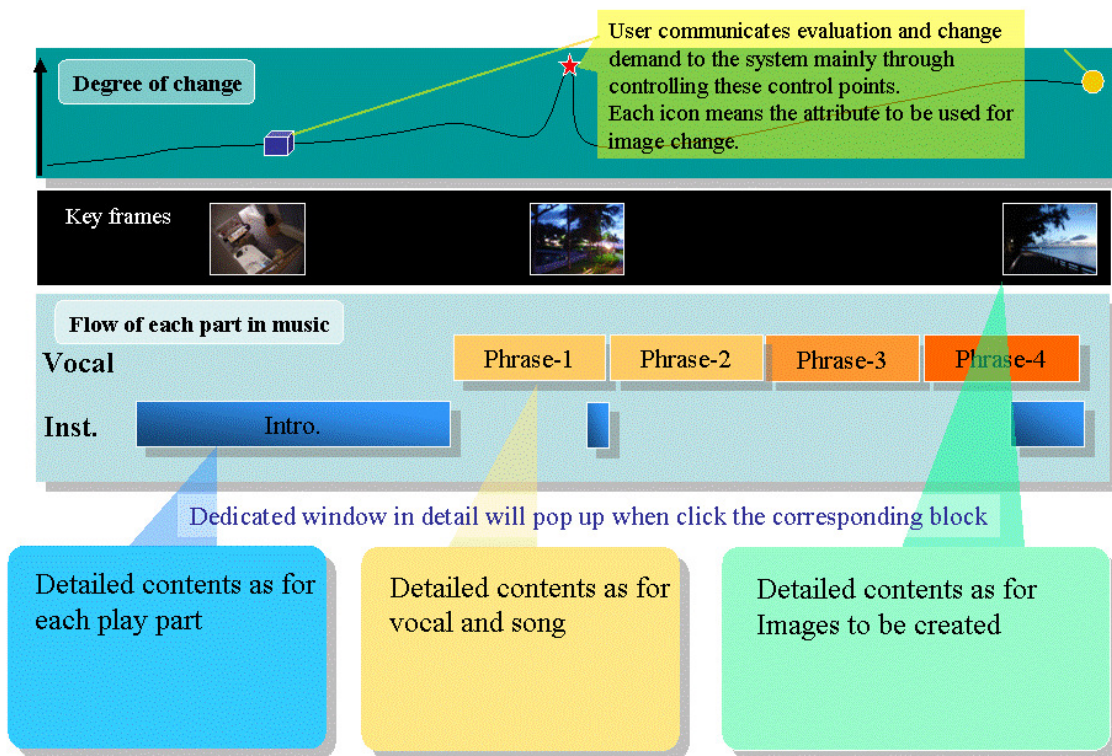 User communicates evaluation and change
demand to the system mainly through
controlling these control points.
Each icon means the attribute to be used for
image change.
Degree of change
Key frames
Flow of each part in music
Vocal
Phrase-1
Phrase-2
Phrase-3
Phrase-4
Inst.
Intro.
Dedicated window in detail will pop up when click the corresponding block
Detailed contents as for
each play part
Detailed contents as for
vocal and song
Detailed contents as for
Images to be created